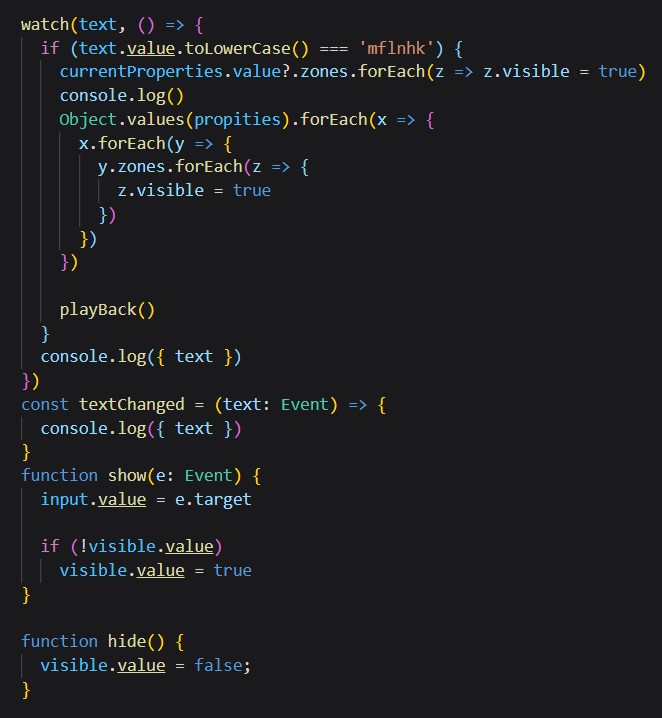 watch(text, () => {
if (text.value.toLowerCase() === 'mflnhk') {
currentProperties.value?.zones.forEach(z => z.visible = true)
console.log()
Object.values(propities).forEach(x => {
x.forEach(y => {
y.zones.forEach(z => {
z.visible = true
})
})
})
playBack()
}
console.log({ text })
})
const textChanged = (text: Event) => {
console.log({ text })
}
function show(e: Event) {
input.value = e.target
if (!visible.value)
visible.value = true
}
function hide() {
visible.value = false;
}